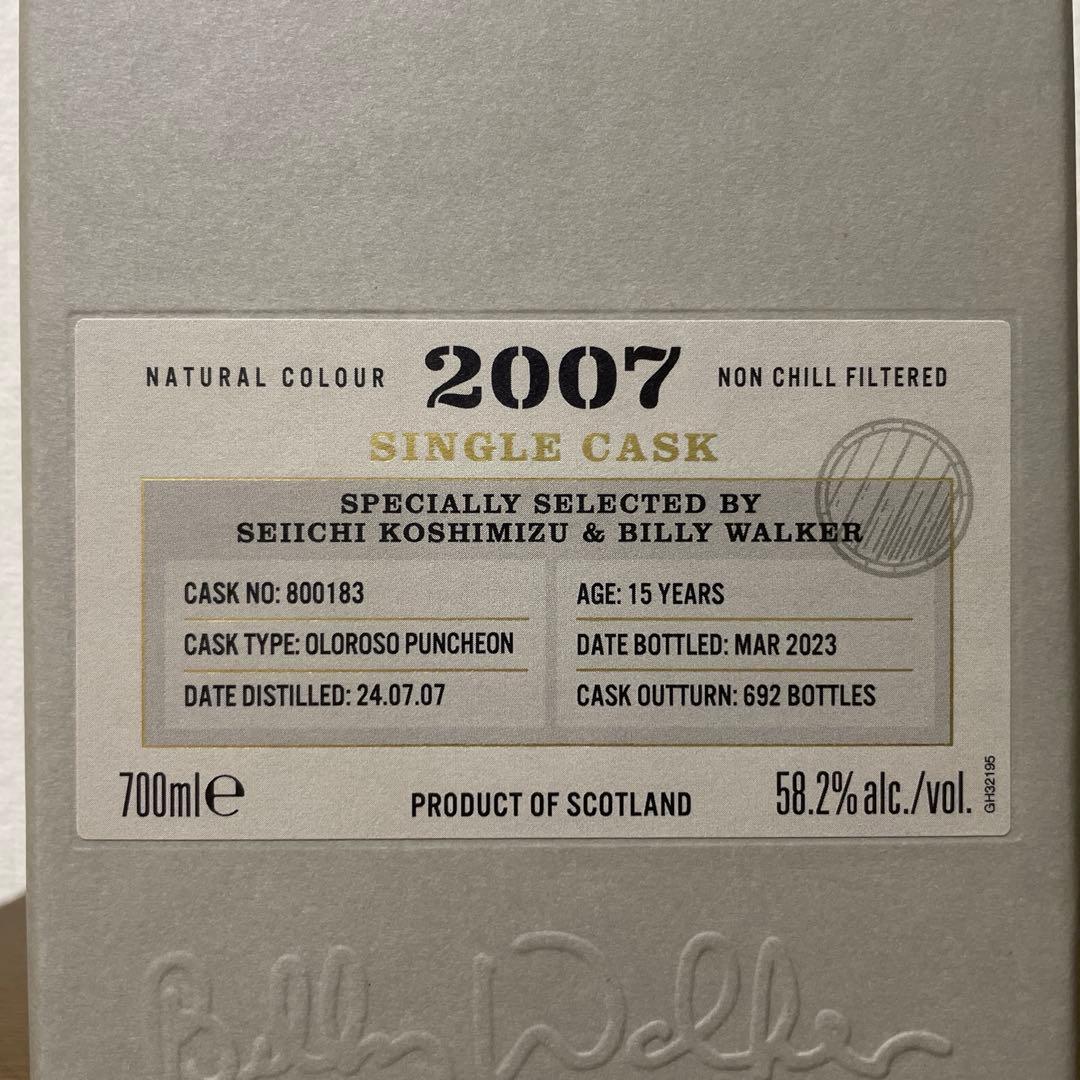 NATURAL COLOUR 2007 NON CHILL FILTERED
SINGLE CASK
SPECIALLY SELECTED BY
SEIICHI KOSHIMIZU & BILLY WALKER
CASK NO: 800183
CASK TYPE: OLOROSO PUNCHEON
DATE DISTILLED: 24.07.07
AGE: 15 YEARS
DATE BOTTLED: MAR 2023
CASK OUTTURN: 692 BOTTLES
700ml℮ PRODUCT OF SCOTLAND 58.2% alc./vol.
GH32195
Billy Walker